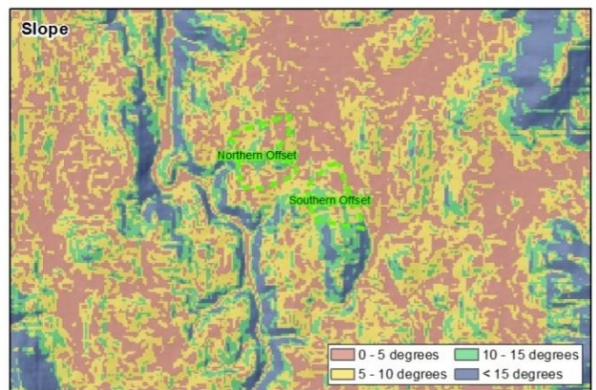 Slope
Northern Offset
Southern Offset
0 - 5 degrees
10 - 15 degrees
5 - 10 degrees
< 15 degrees